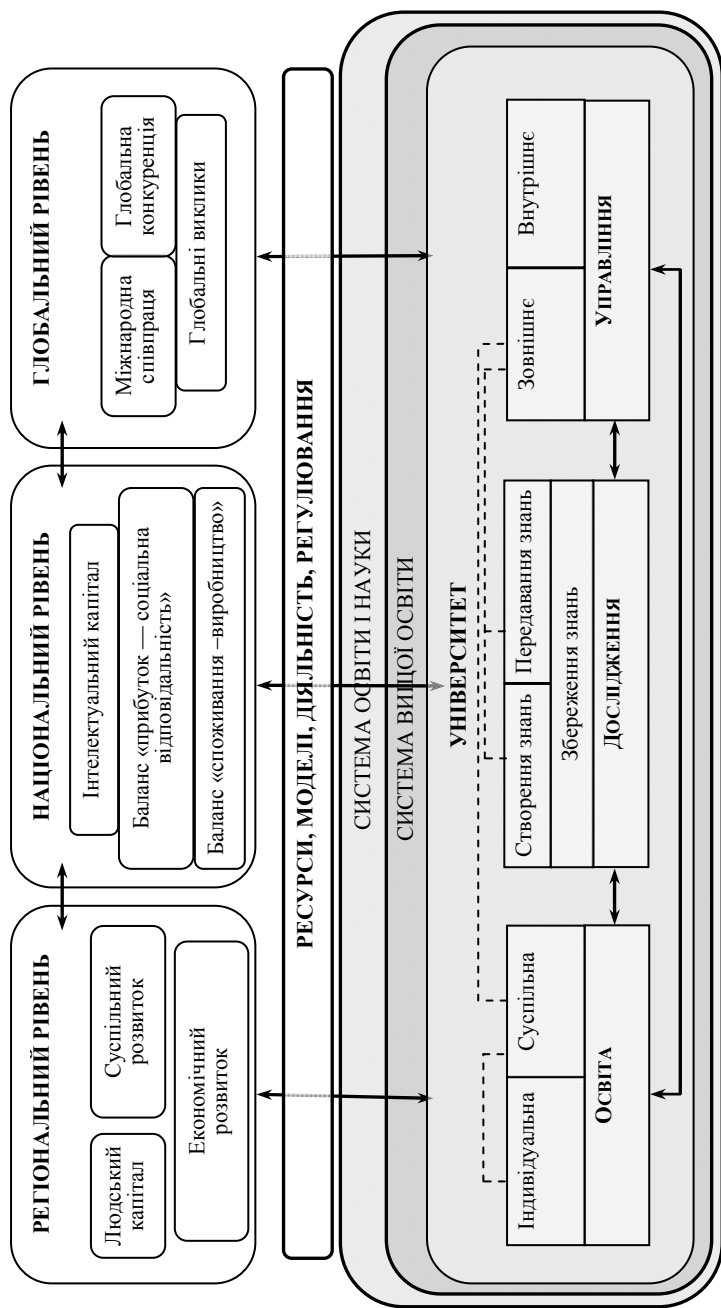 РЕГІОНАЛЬНИЙ РІВЕНЬ
Людський
капітал
Суспільний
розвиток
Економічний
розвиток
НАЦІОНАЛЬНИЙ РІВЕНЬ
Інтелектуальний капітал
Баланс «прибуток — соціальна
відповідальність»
Баланс «споживання –виробництво»
ГЛОБАЛЬНИЙ РІВЕНЬ
Міжнародна
співпраця
Глобальна
конкуренція
Глобальні виклики
РЕСУРСИ, МОДЕЛІ, ДІЯЛЬНІСТЬ, РЕГУЛЮВАННЯ
СИСТЕМА ОСВІТИ І НАУКИ
СИСТЕМА ВИЩОЇ ОСВІТИ
УНІВЕРСИТЕТ
Індивідуальна
Суспільна
ОСВІТА
Створення знань
Передавання знань
Збереження знань
ДОСЛІДЖЕННЯ
Зовнішнє
Внутрішнє
УПРАВЛІННЯ